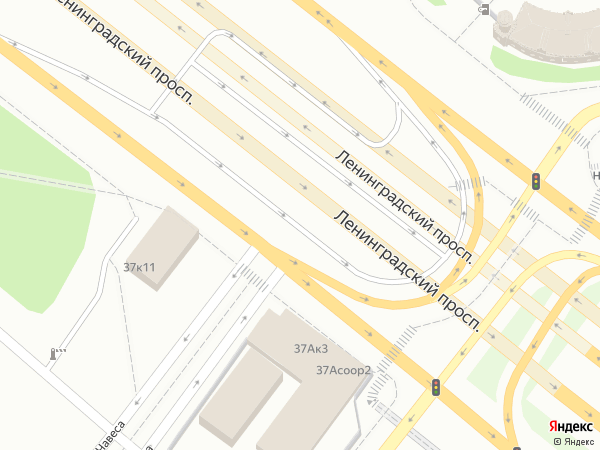 Ленинградский просп.
Ленинградский просп.
Ленинградский просп.
37к11
37Ак3
37Асоор2
Чавеса
Яндекс
© Яндекс